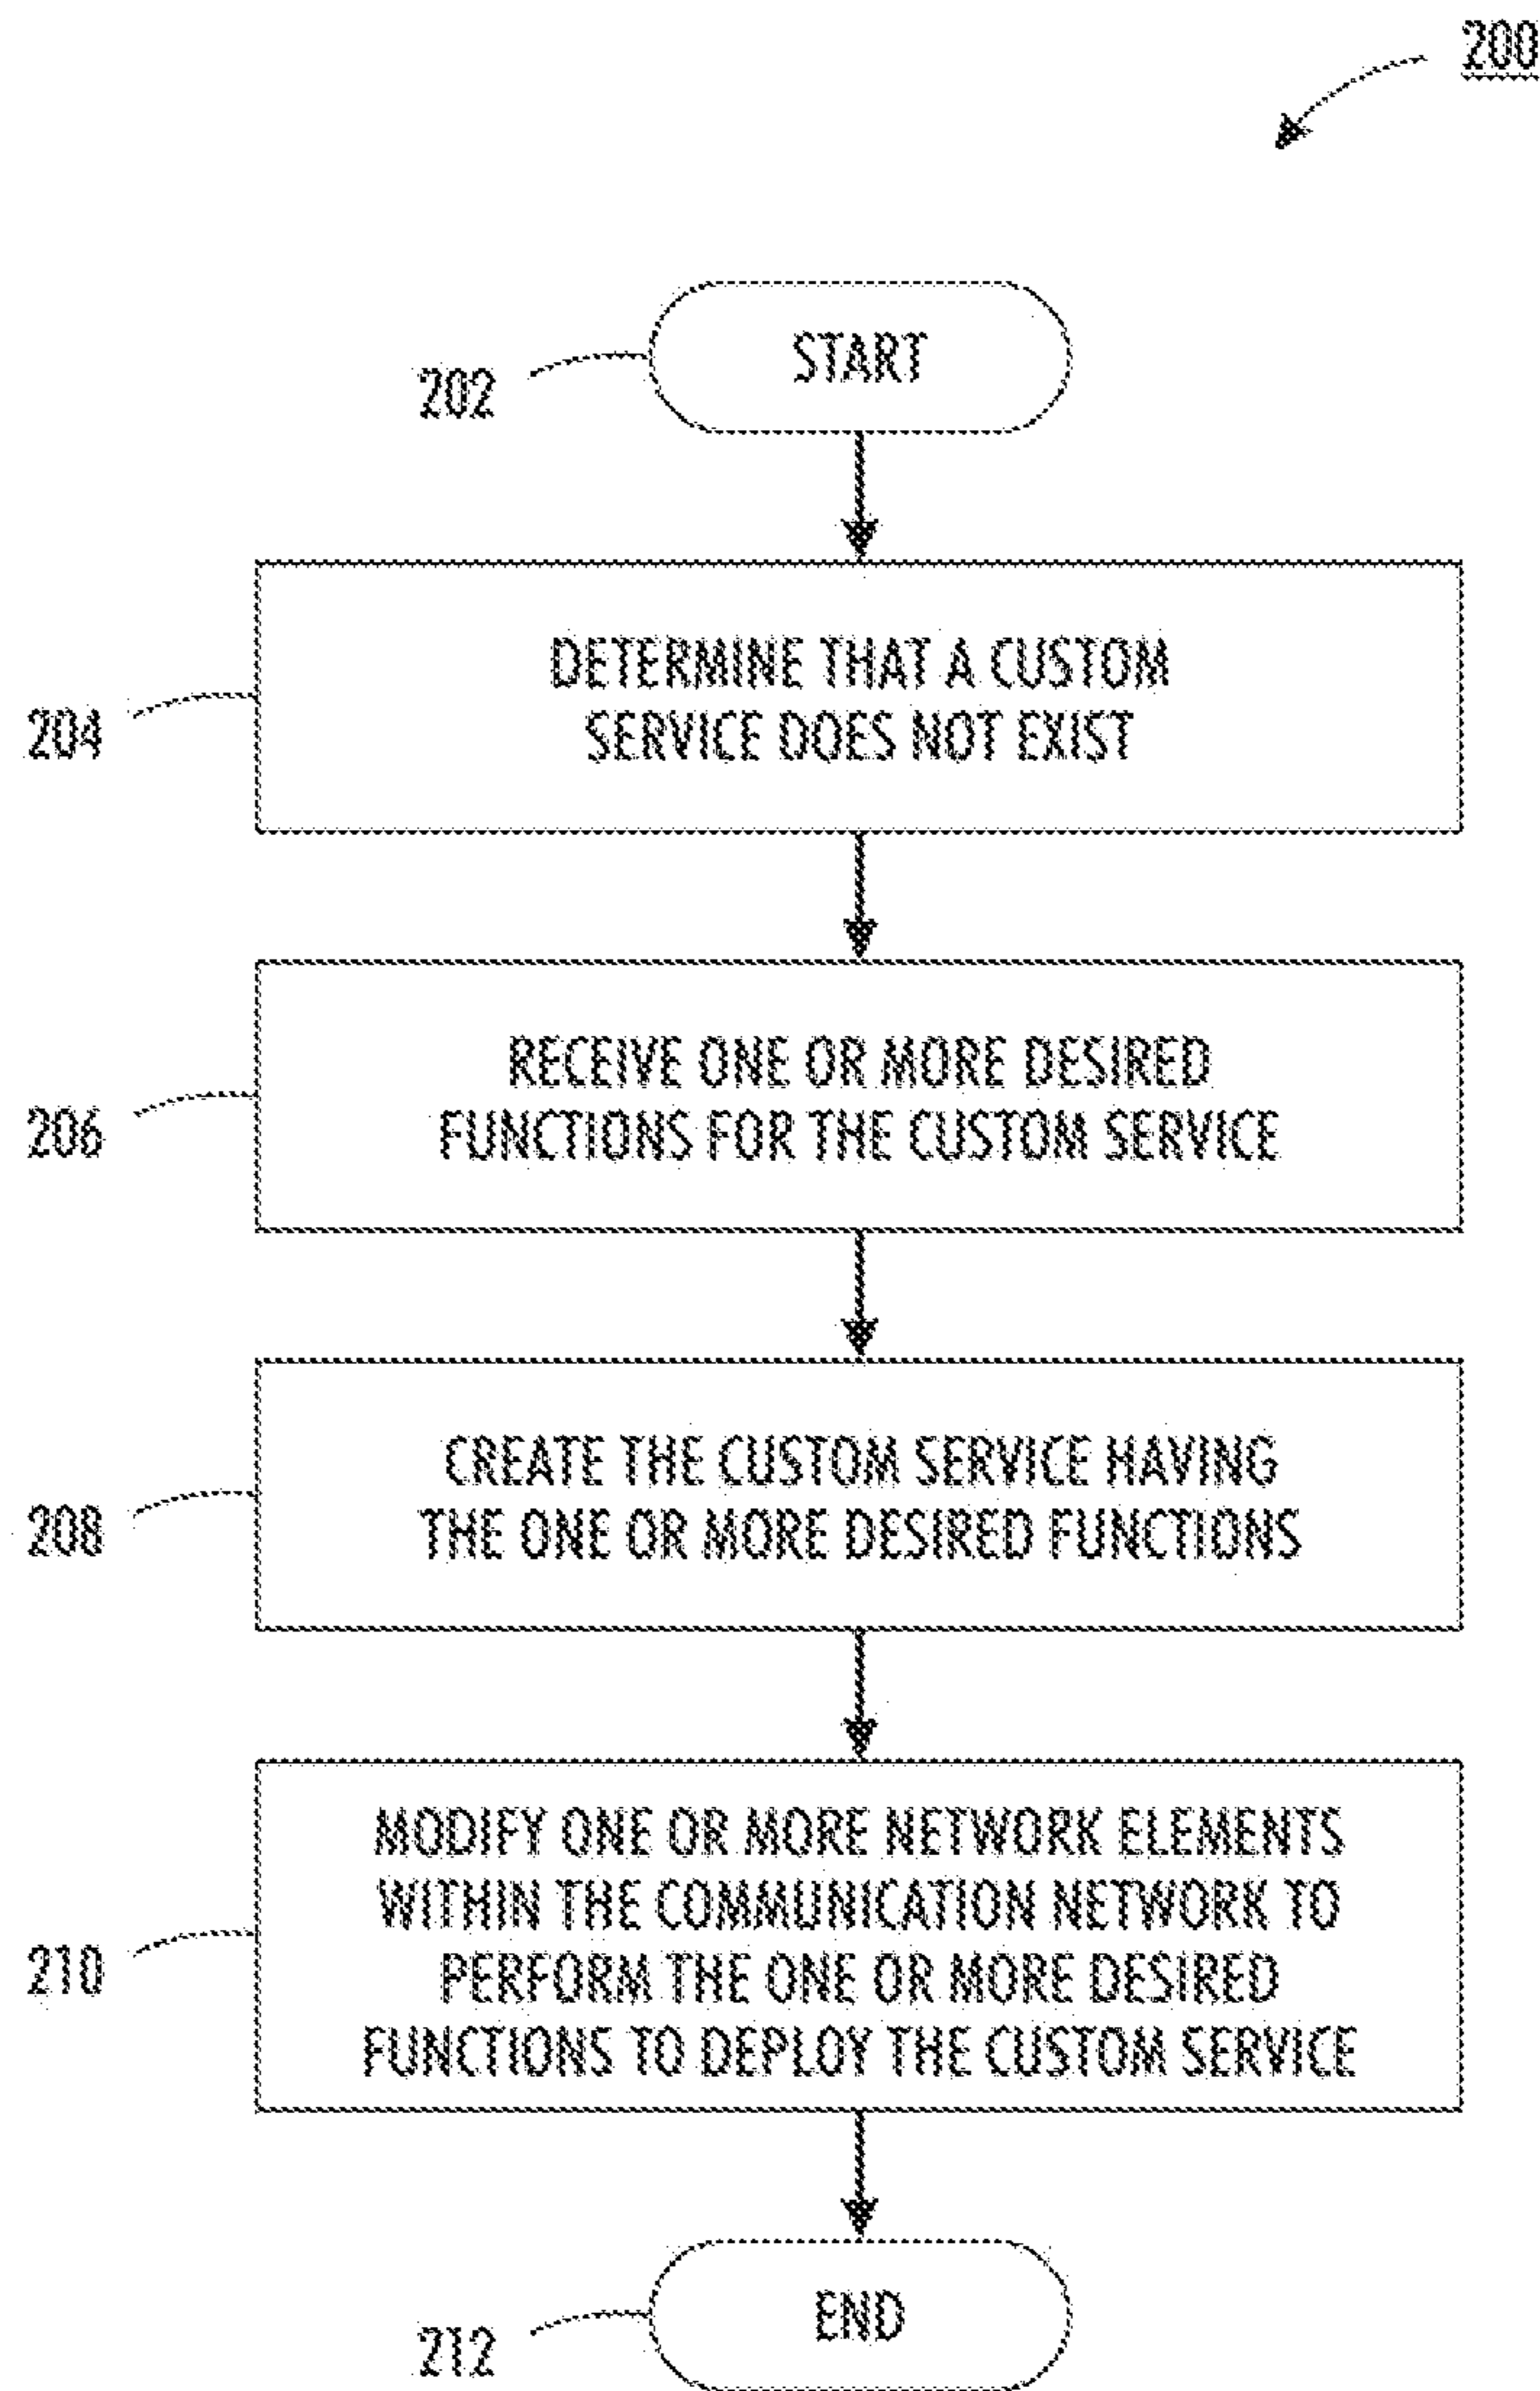 200
START
202
DETERMINE THAT A CUSTOM
SERVICE DOES NOT EXIST
204
RECEIVE ONE OR MORE DESIRED
FUNCTIONS FOR THE CUSTOM SERVICE
206
CREATE THE CUSTOM SERVICE HAVING
THE ONE OR MORE DESIRED FUNCTIONS
208
MODIFY ONE OR MORE NETWORK ELEMENTS
WITHIN THE COMMUNICATION NETWORK TO
PERFORM THE ONE OR MORE DESIRED
FUNCTIONS TO DEPLOY THE CUSTOM SERVICE
210
END
212